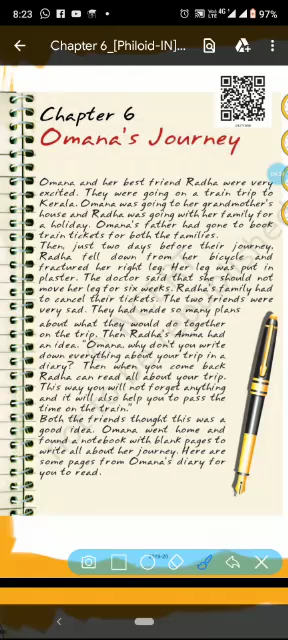 8:23
4G
VoLTE
97%
Chapter 6_[Philoid-IN]...
Chapter 6
Omana's Journey
Omana and her best friend Radha were very
excited. They were going on a train trip to
Kerala. Omana was going to her grandmother's
house and Radha was going with her family for
a holiday. Omana's father had gone to book
train tickets for both the families.
Then, just two days before their journey,
Radha fell down from her bicycle and
fractured her right leg. Her leg was put in
plaster. The doctor said that she should not
move her leg for six weeks. Radha's family had
to cancel their tickets. The two friends were
very sad. They had made so many plans
about what they would do together
on the trip. Then Radha's Amma had
an idea. "Omana, why don't you write
down everything about your trip in a
diary? Then when you come back
Radha can read all about your trip.
This way you will not forget anything
and it will also help you to pass the
time on the train."
Both the friends thought this was a
good idea. Omana went home and
found a notebook with blank pages to
write all about her journey. Here are
some pages from Omana's diary for
you to read.